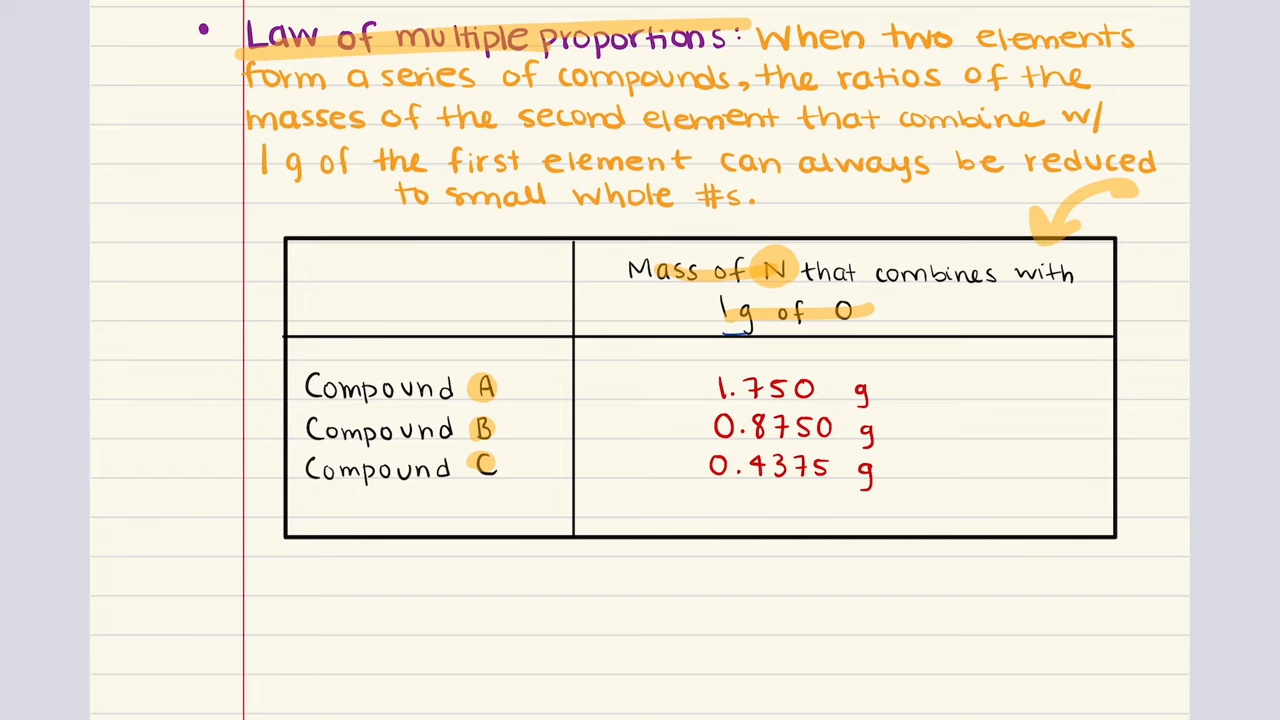 • Law of multiple proportions: When two elements
form a series of compounds, the ratios of the
masses of the second element that combine w/
1 g of the first element can always be reduced
to small whole #s.
Mass of N that combines with
1g of O
Compound A 1.750 g
Compound B 0.8750 g
Compound C 0.4375 g